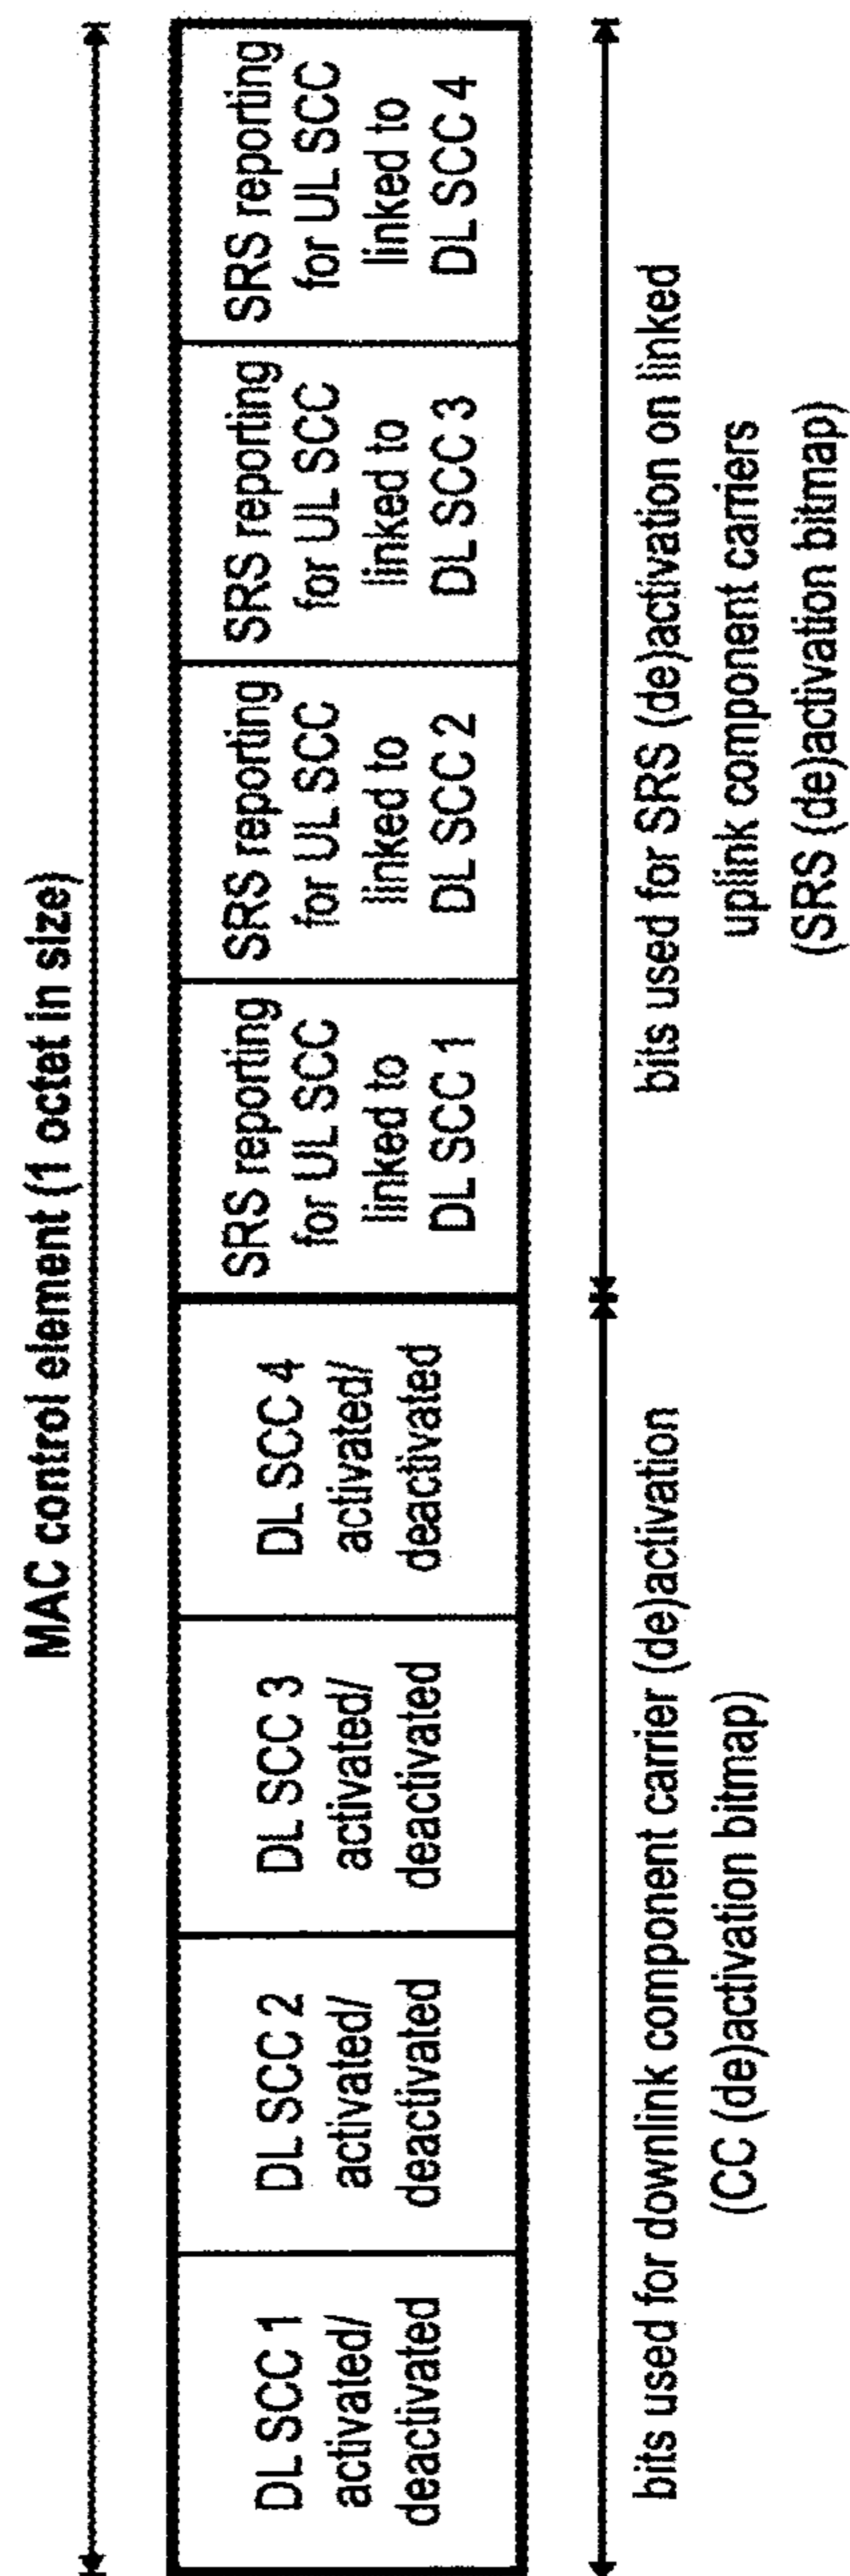 MAC control element (1 octet in size)
DL SCC 1
activated/
deactivated
DL SCC 2
activated/
deactivated
DL SCC 3
activated/
deactivated
DL SCC 4
activated/
deactivated
SRS reporting
for UL SCC
linked to
DL SCC 1
SRS reporting
for UL SCC
linked to
DL SCC 2
SRS reporting
for UL SCC
linked to
DL SCC 3
SRS reporting
for UL SCC
linked to
DL SCC 4
bits used for downlink component carrier (de)activation
(CC (de)activation bitmap)
bits used for SRS (de)activation on linked
uplink component carriers
(SRS (de)activation bitmap)